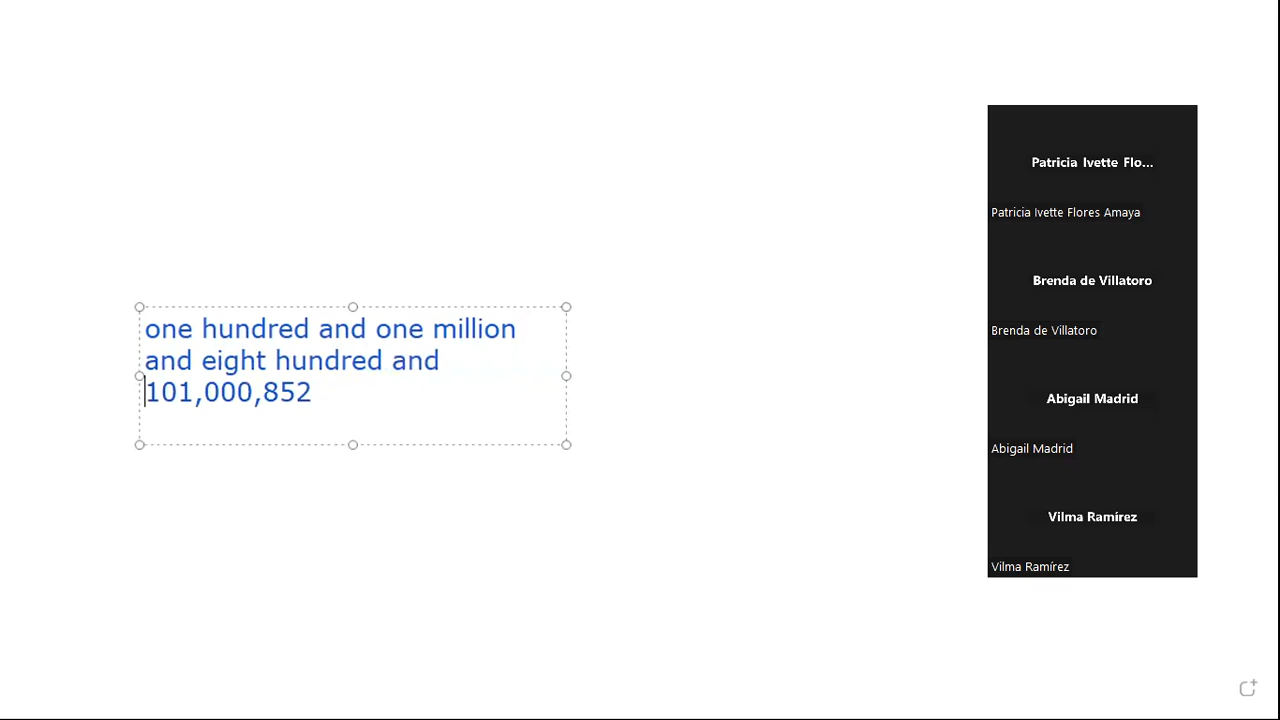 one hundred and one million
and eight hundred and
101,000,852
Patricia Ivette Flo...
Patricia Ivette Flores Amaya
Brenda de Villatoro
Brenda de Villatoro
Abigail Madrid
Abigail Madrid
Vilma Ramírez
Vilma Ramírez